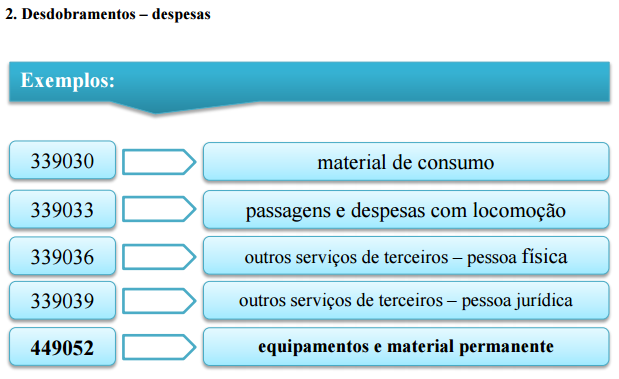 2. Desdobramentos – despesas
Exemplos:
339030 material de consumo
339033 passagens e despesas com locomoção
339036 outros serviços de terceiros – pessoa física
339039 outros serviços de terceiros – pessoa jurídica
449052 equipamentos e material permanente